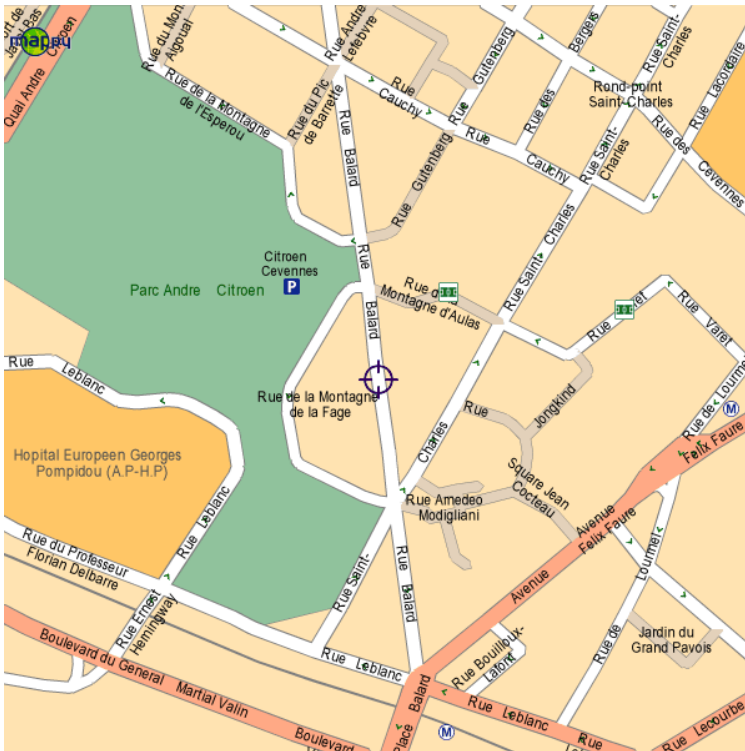 mappy
Quai Andre Citroen
Rue du Mont
Aigoual
Rue Andre
Lefebvre
Rue de la Montagne
de l'Esperou
Rue du Pic
de Barrette
Rue Balard
Rue
Cauchy
Rue
Cauchy
Rue Gutenberg
Rue Gutenberg
Rue des Bergers
Rue Saint-
Charles
Rond-point
Saint-Charles
Rue Lacordaire
Rue des Cevennes
Rue Saint-
Charles
Rue Saint-Charles
Citroen
Cevennes
P
Parc Andre Citroen
Rue
Balard
Montagne d'Aulas
Rue Varet
Rue de Lourmel
M
Rue Leblanc
Rue de la Montagne
de la Fage
Charles
Rue
Jongkind
Hopital Europeen Georges
Pompidou (A.P-H.P)
Square Jean
Cocteau
Rue Amedeo
Modigliani
Avenue
Felix Faure
Felix Faure
Rue Leblanc
Rue du Professeur
Florian Delbarre
Rue Ernest
Hemingway
Rue Saint-
Rue Balard
Avenue
Rue de Lourmel
Jardin du
Grand Pavois
Rue Bouilloux-
Lafont
Boulevard du General Martial Valin
Boulevard
Rue Leblanc
Place Balard
M
Rue Leblanc
Rue
Rue Lecourbe